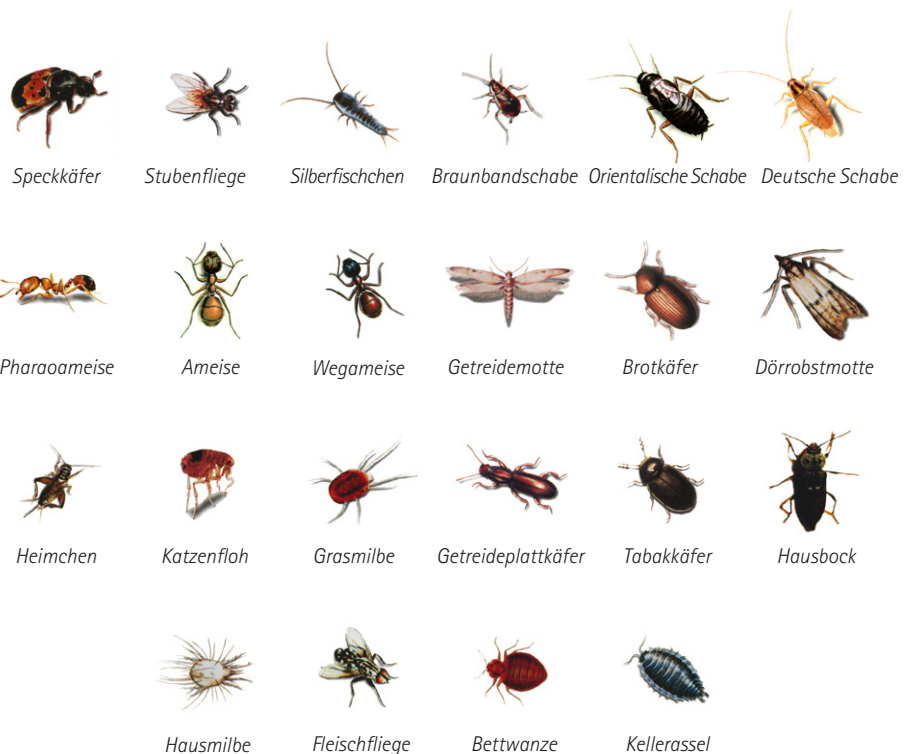 Speckkäfer Stubenfliege Silberfischchen Braunbandschabe Orientalische Schabe Deutsche Schabe
Pharaoameise Ameise Wegameise Getreidemotte Brotkäfer Dörrobstmotte
Heimchen Katzenfloh Grasmilbe Getreideplattkäfer Tabakkäfer Hausbock
Hausmilbe Fleischfliege Bettwanze Kellerassel